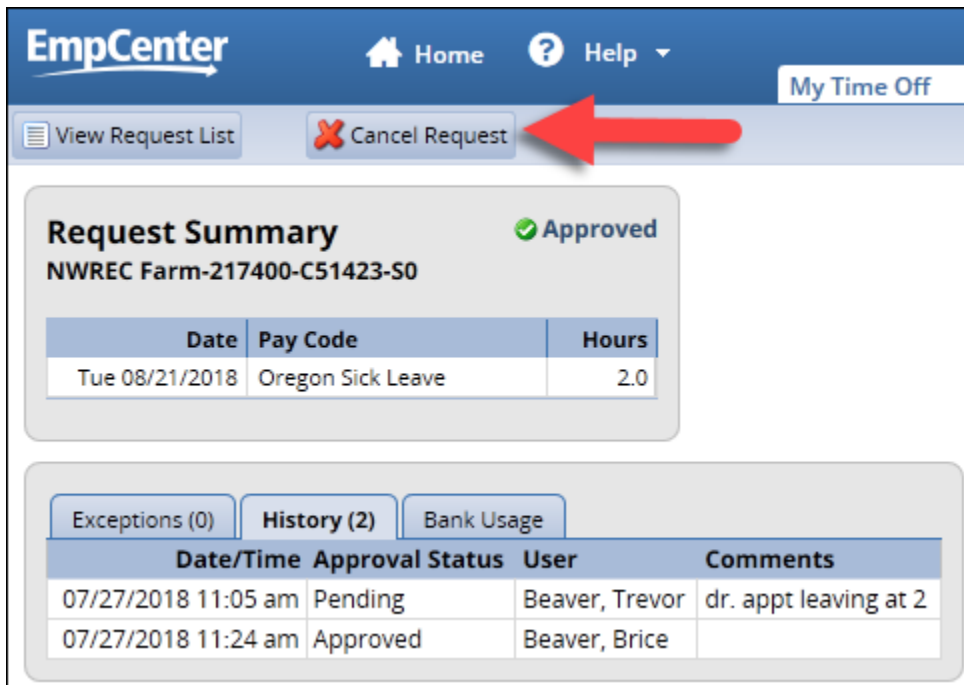 EmpCenter Home ? Help
My Time Off
View Request List Cancel Request
Request Summary Approved
NWREC Farm-217400-C51423-S0
Date Pay Code Hours
Tue 08/21/2018 Oregon Sick Leave 2.0
Exceptions (0) History (2) Bank Usage
Date/Time Approval Status User Comments
07/27/2018 11:05 am Pending Beaver, Trevor dr. appt leaving at 2
07/27/2018 11:24 am Approved Beaver, Brice